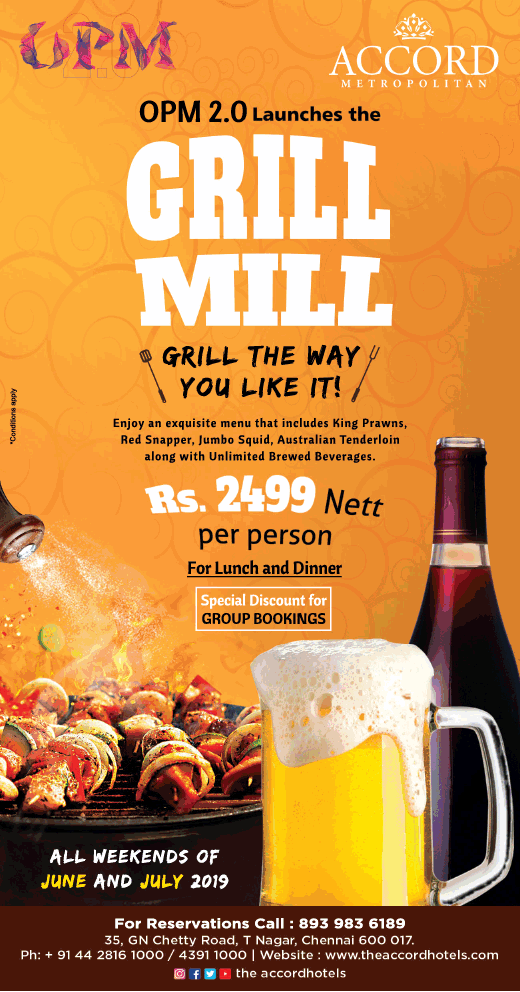 OPM
2.0
ACCORD
METROPOLITAN
OPM 2.0 Launches the
GRILL
MILL
GRILL THE WAY
YOU LIKE IT!
*Conditions apply
Enjoy an exquisite menu that includes King Prawns,
Red Snapper, Jumbo Squid, Australian Tenderloin
along with Unlimited Brewed Beverages.
Rs. 2499 Nett
per person
For Lunch and Dinner
Special Discount for
GROUP BOOKINGS
ALL WEEKENDS OF
JUNE AND JULY 2019
For Reservations Call : 893 983 6189
35, GN Chetty Road, T Nagar, Chennai 600 017.
Ph: + 91 44 2816 1000 / 4391 1000 | Website : www.theaccordhotels.com
the accordhotels